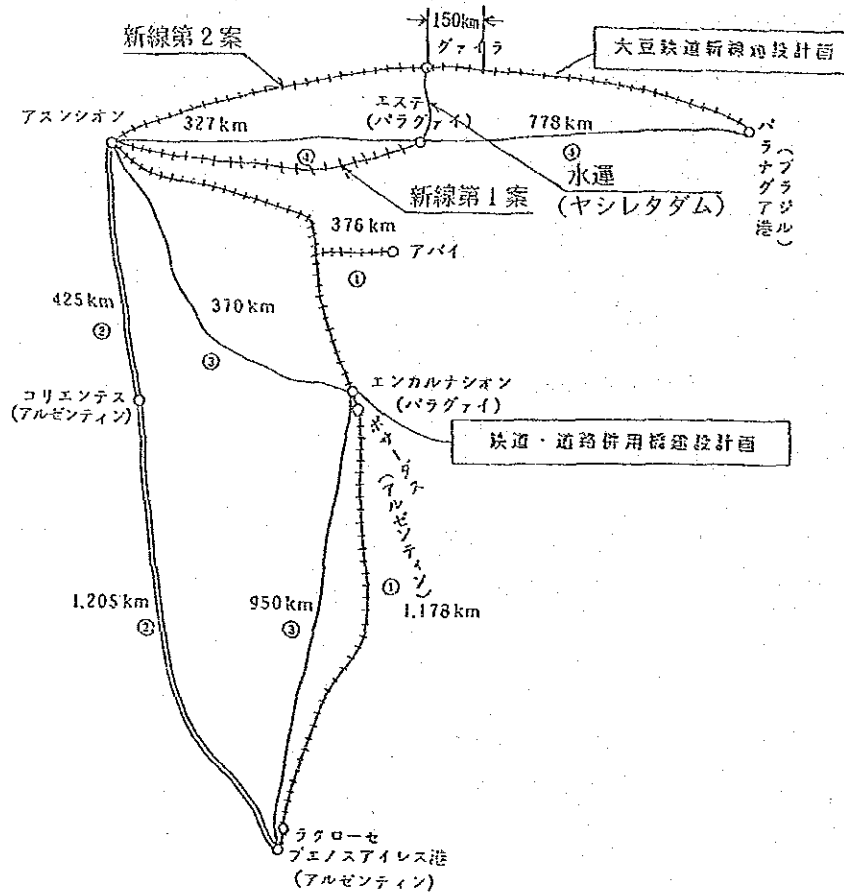 150km
グァイラ
新線第2案
大豆鉄道新線建設計画
アスンシオン
エステ
(パラグァイ)
327km
④
778km
⑤
パラナグア港
(ブラジル)
水運
(ヤシレタダム)
新線第1案
376km
①
アバイ
425km
②
370km
③
コリエンテス
(アルゼンティン)
エンカルナシオン
(パラグァイ)
鉄道・道路併用橋建設計画
ポサーダス
(アルゼンティン)
①
1,178km
1,205km
②
950km
③
ラクローセ
ブエノスアイレス港
(アルゼンティン)